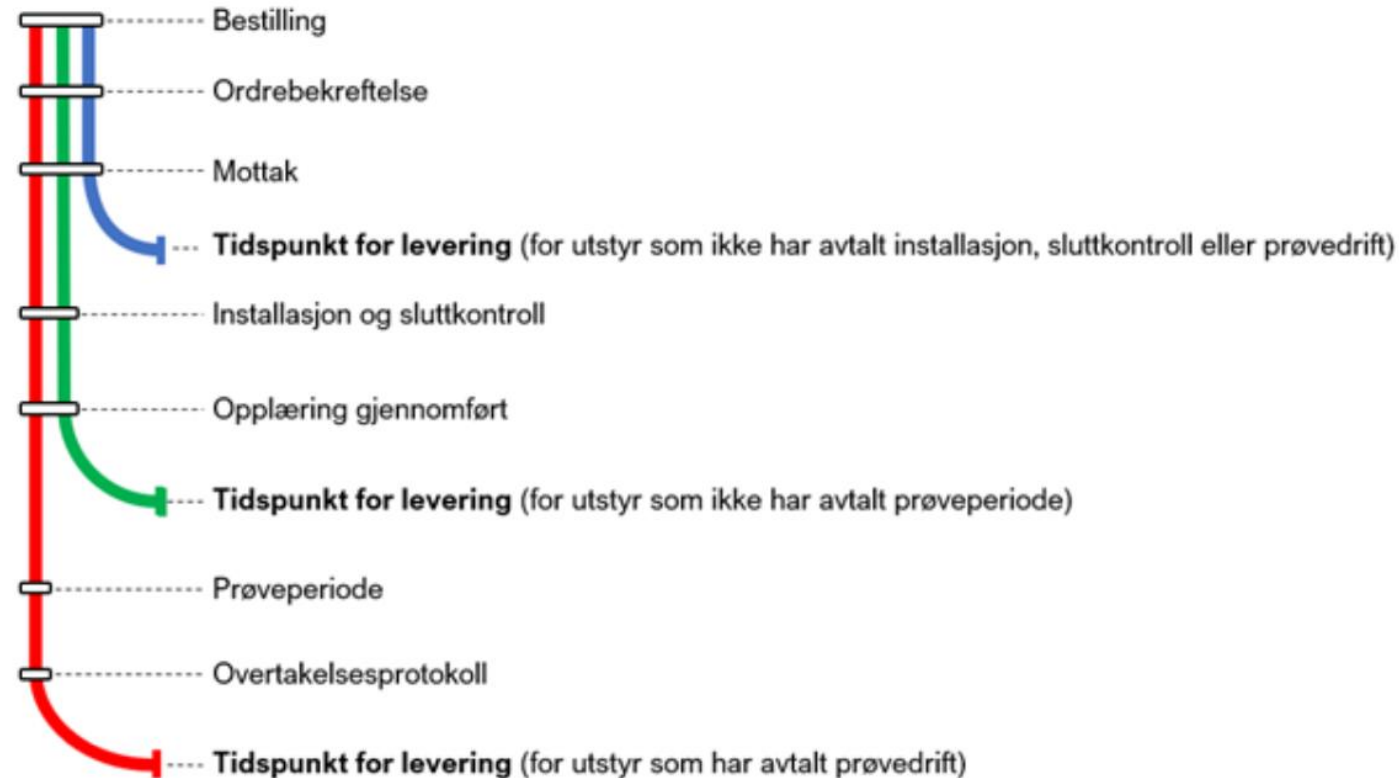 Bestilling
Ordrebekreftelse
Mottak
Tidspunkt for levering (for utstyr som ikke har avtalt installasjon, sluttkontroll eller prøvedrift)
Installasjon og sluttkontroll
Opplæring gjennomført
Tidspunkt for levering (for utstyr som ikke har avtalt prøveperiode)
Prøveperiode
Overtakelsesprotokoll
Tidspunkt for levering (for utstyr som har avtalt prøvedrift)